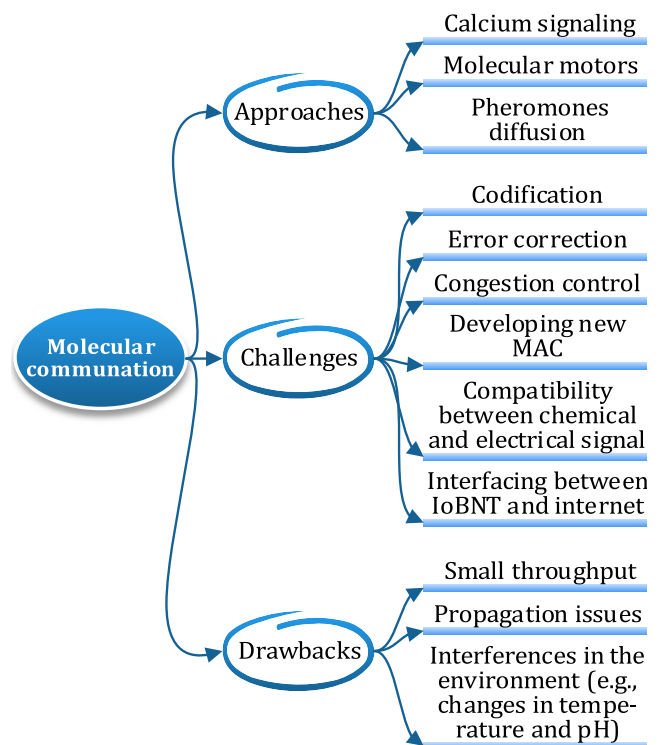 Molecular
communation
Approaches
Calcium signaling
Molecular motors
Pheromones
diffusion
Challenges
Codification
Error correction
Congestion control
Developing new
MAC
Compatibility
between chemical
and electrical signal
Interfacing between
IoBNT and internet
Drawbacks
Small throughput
Propagation issues
Interferences in the
environment (e.g.,
changes in tempe-
rature and pH)